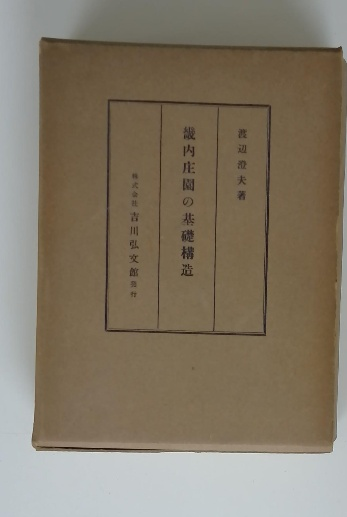 渡辺澄夫著
畿内庄園の基礎構造
株式会社 吉川弘文館 発行